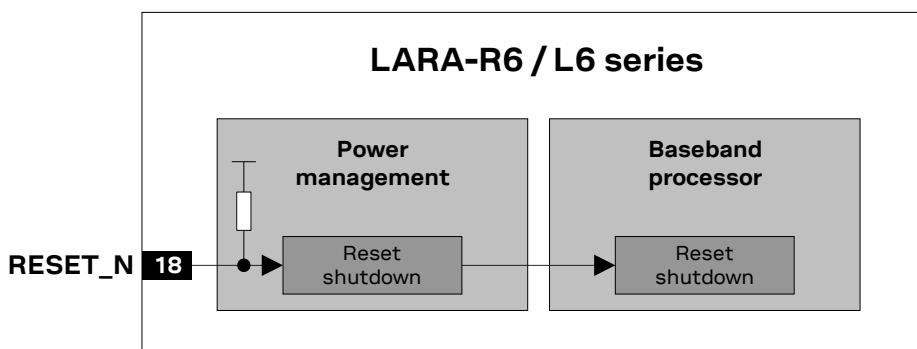 LARA-R6 / L6 series
Power
management
Baseband
processor
RESET_N 18
Reset
shutdown
Reset
shutdown